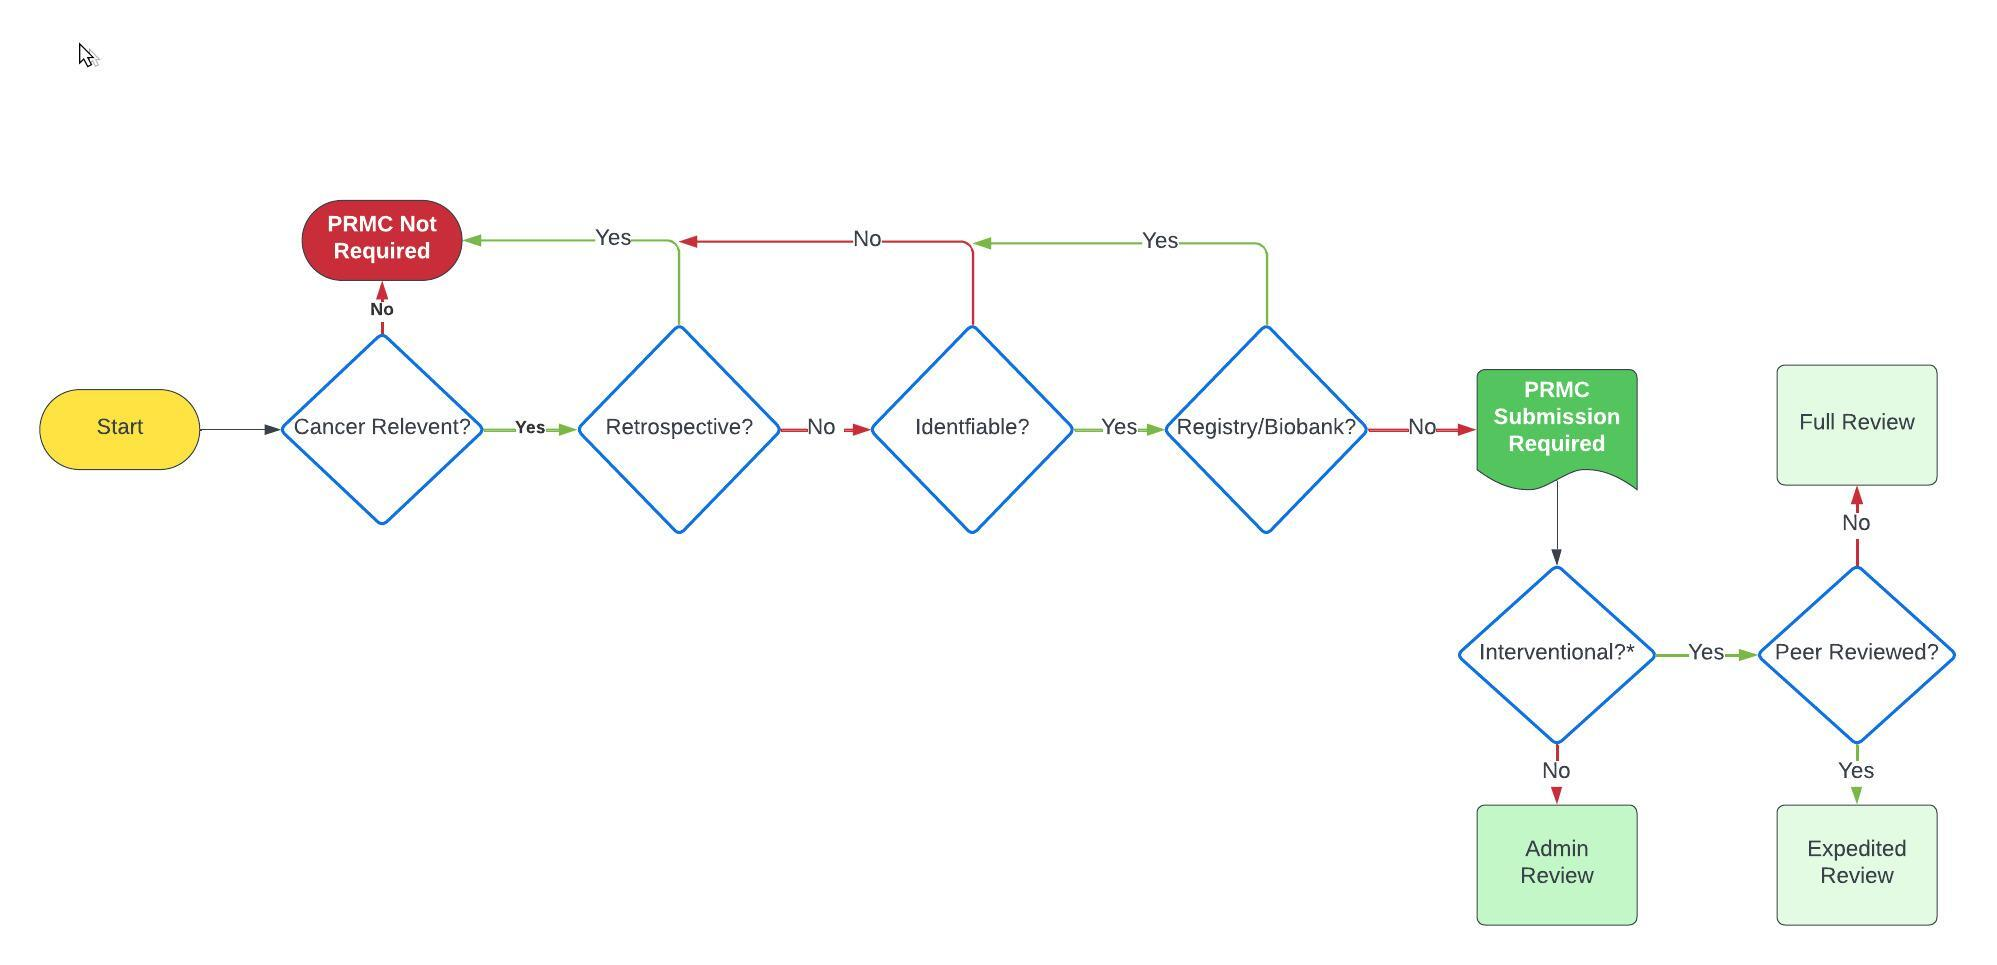 PRMC Not
Required
Yes
No
Yes
No
Start
Cancer Relevent?
Yes
Retrospective?
No
Identfiable?
Yes
Registry/Biobank?
No
PRMC
Submission
Required
Full Review
No
Interventional?*
Yes
Peer Reviewed?
No
Yes
Admin
Review
Expedited
Review